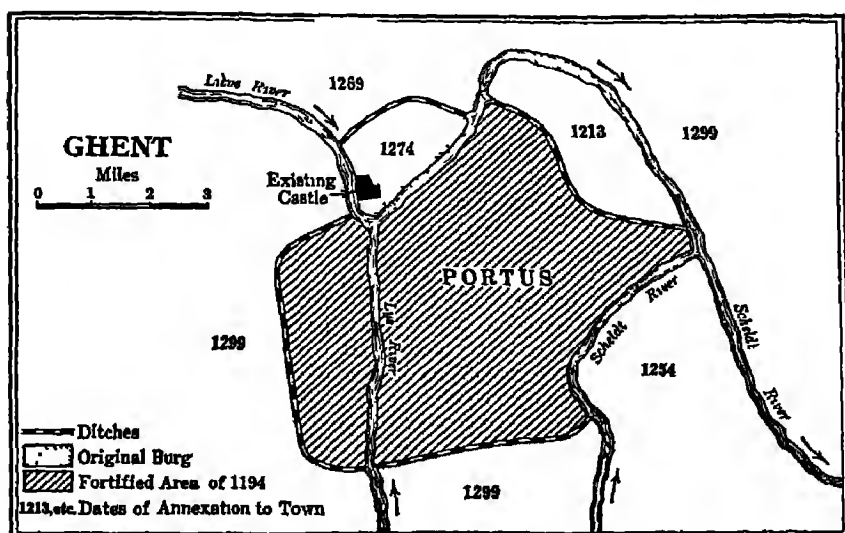 GHENT
Miles
0 1 2 3
Lieve River
1269
1274
Existing
Castle
1213
1299
PORTUS
Lys River
Scheldt River
Scheldt River
1299
1254
1299
Ditches
Original Burg
Fortified Area of 1194
1213, etc. Dates of Annexation to Town